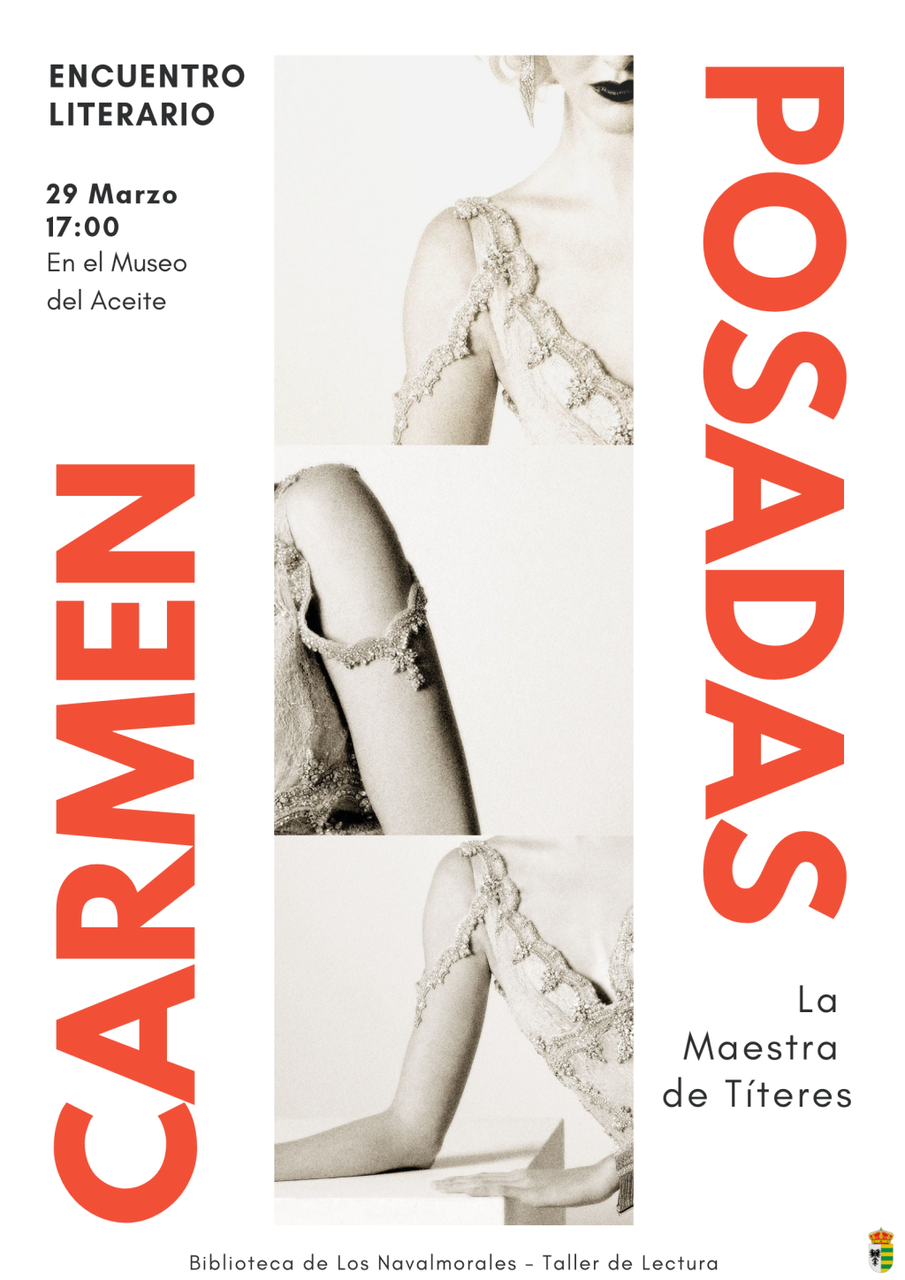 ENCUENTRO
LITERARIO
29 Marzo
17:00
En el Museo
del Aceite
CARMEN
POSADAS
La
Maestra
de Títeres
Biblioteca de Los Navalmorales - Taller de Lectura